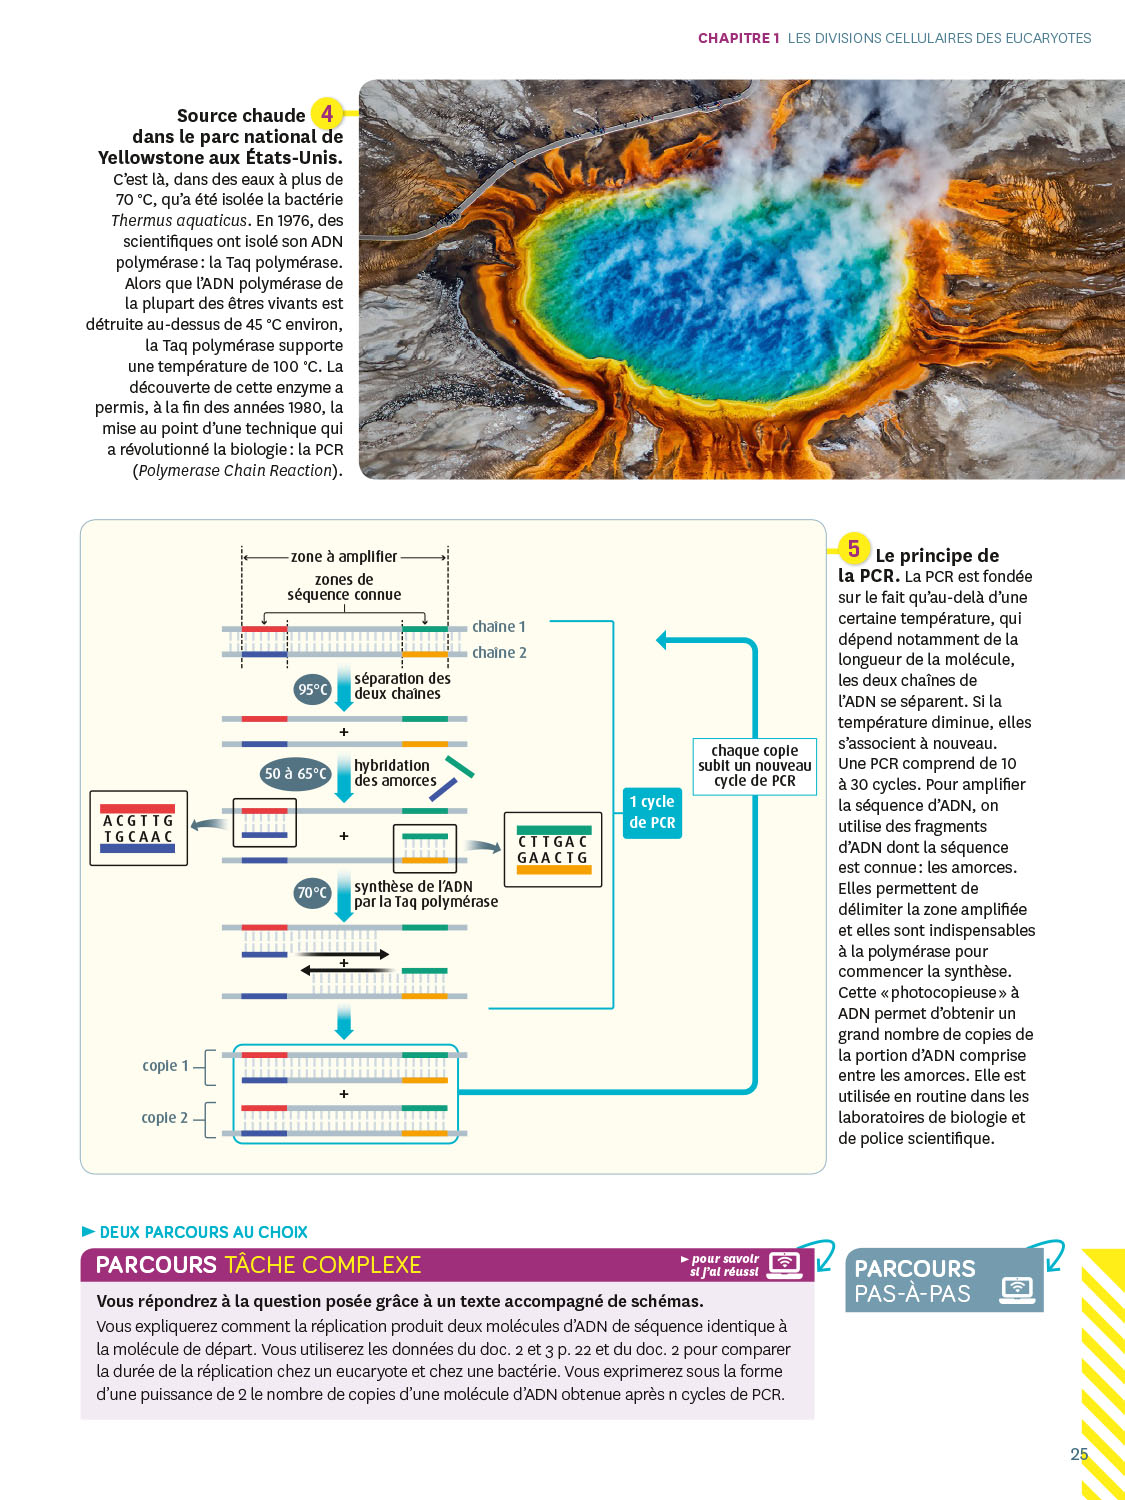 CHAPITRE 1 LES DIVISIONS CELLULAIRES DES EUCARYOTES
Source chaude 4
dans le parc national de
Yellowstone aux États-Unis.
C'est là, dans des eaux à plus de
70 °C, qu'a été isolée la bactérie
Thermus aquaticus. En 1976, des
scientifiques ont isolé son ADN
polymérase : la Taq polymérase.
Alors que l'ADN polymérase de
la plupart des êtres vivants est
détruite au-dessus de 45 °C environ,
la Taq polymérase supporte
une température de 100 °C. La
découverte de cette enzyme a
permis, à la fin des années 1980, la
mise au point d'une technique qui
a révolutionné la biologie : la PCR
(Polymerase Chain Reaction).
zone à amplifier
zones de
séquence connue
chaîne 1
chaîne 2
95°C
séparation des
deux chaînes
+
50 à 65°C
hybridation
des amorces
ACGTTG
TGCAAC
+
CTTGAC
GAACTG
70°C
synthèse de l'ADN
par la Taq polymérase
+
copie 1
+
copie 2
1 cycle
de PCR
chaque copie
subit un nouveau
cycle de PCR
5 Le principe de
la PCR. La PCR est fondée
sur le fait qu'au-delà d'une
certaine température, qui
dépend notamment de la
longueur de la molécule,
les deux chaînes de
l'ADN se séparent. Si la
température diminue, elles
s'associent à nouveau.
Une PCR comprend de 10
à 30 cycles. Pour amplifier
la séquence d'ADN, on
utilise des fragments
d'ADN dont la séquence
est connue : les amorces.
Elles permettent de
délimiter la zone amplifiée
et elles sont indispensables
à la polymérase pour
commencer la synthèse.
Cette « photocopieuse » à
ADN permet d'obtenir un
grand nombre de copies de
la portion d'ADN comprise
entre les amorces. Elle est
utilisée en routine dans les
laboratoires de biologie et
de police scientifique.
► DEUX PARCOURS AU CHOIX
PARCOURS TÂCHE COMPLEXE
► pour savoir
si j'ai réussi
Vous répondrez à la question posée grâce à un texte accompagné de schémas.
Vous expliquerez comment la réplication produit deux molécules d'ADN de séquence identique à
la molécule de départ. Vous utiliserez les données du doc. 2 et 3 p. 22 et du doc. 2 pour comparer
la durée de la réplication chez un eucaryote et chez une bactérie. Vous exprimerez sous la forme
d'une puissance de 2 le nombre de copies d'une molécule d'ADN obtenue après n cycles de PCR.
PARCOURS
PAS-À-PAS
25